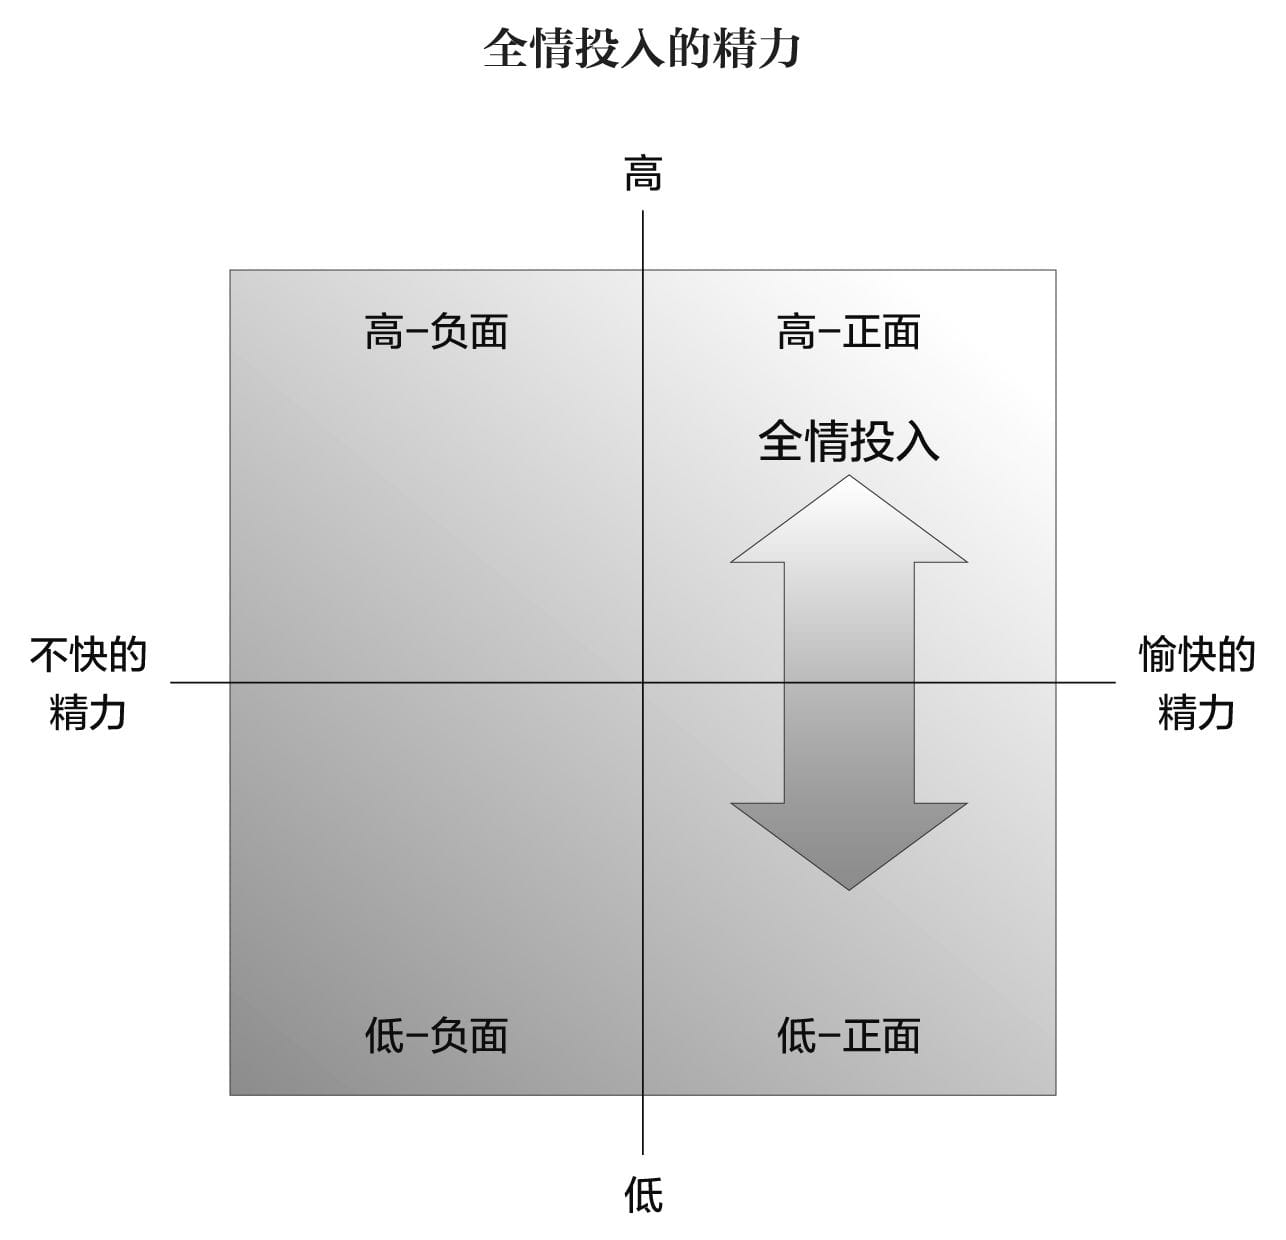 全情投入的精力
高
高–负面
高–正面
全情投入
不快的
精力
愉快的
精力
低–负面
低–正面
低